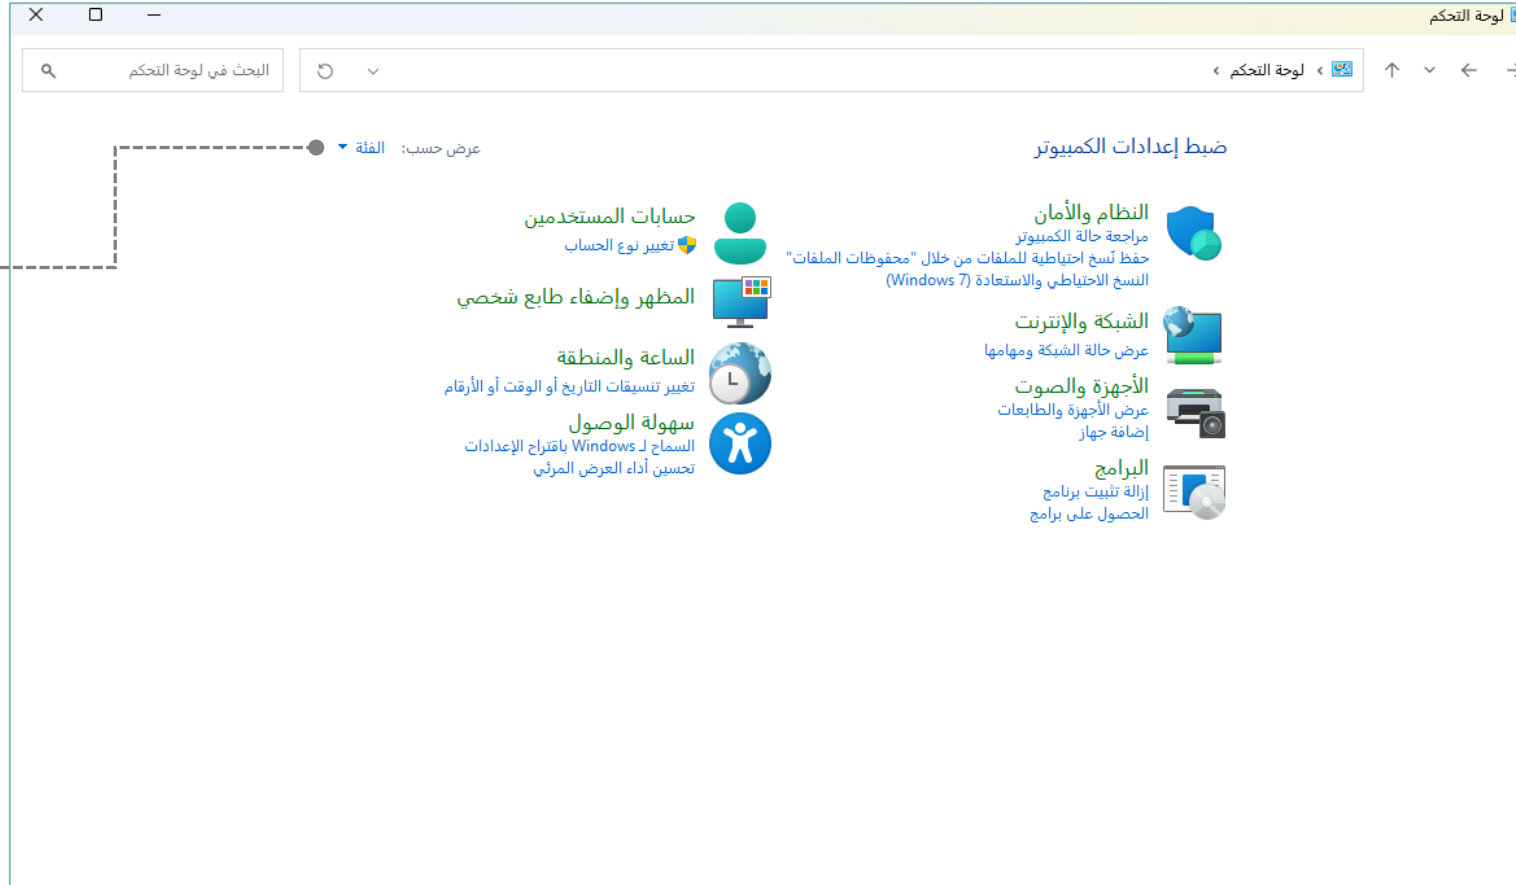 لوحة التحكم
لوحة التحكم
البحث في لوحة التحكم
ضبط إعدادات الكمبيوتر
عرض حسب: الفئة
النظام والأمان
مراجعة حالة الكمبيوتر
حفظ نُسخ احتياطية للملفات من خلال "محفوظات الملفات"
النسخ الاحتياطي والاستعادة (Windows 7)
الشبكة والإنترنت
عرض حالة الشبكة ومهامها
الأجهزة والصوت
عرض الأجهزة والطابعات
إضافة جهاز
البرامج
إزالة تثبيت برنامج
الحصول على برامج
حسابات المستخدمين
تغيير نوع الحساب
المظهر وإضفاء طابع شخصي
الساعة والمنطقة
تغيير تنسيقات التاريخ أو الوقت أو الأرقام
سهولة الوصول
السماح لـ Windows باقتراح الإعدادات
تحسين أداء العرض المرئي